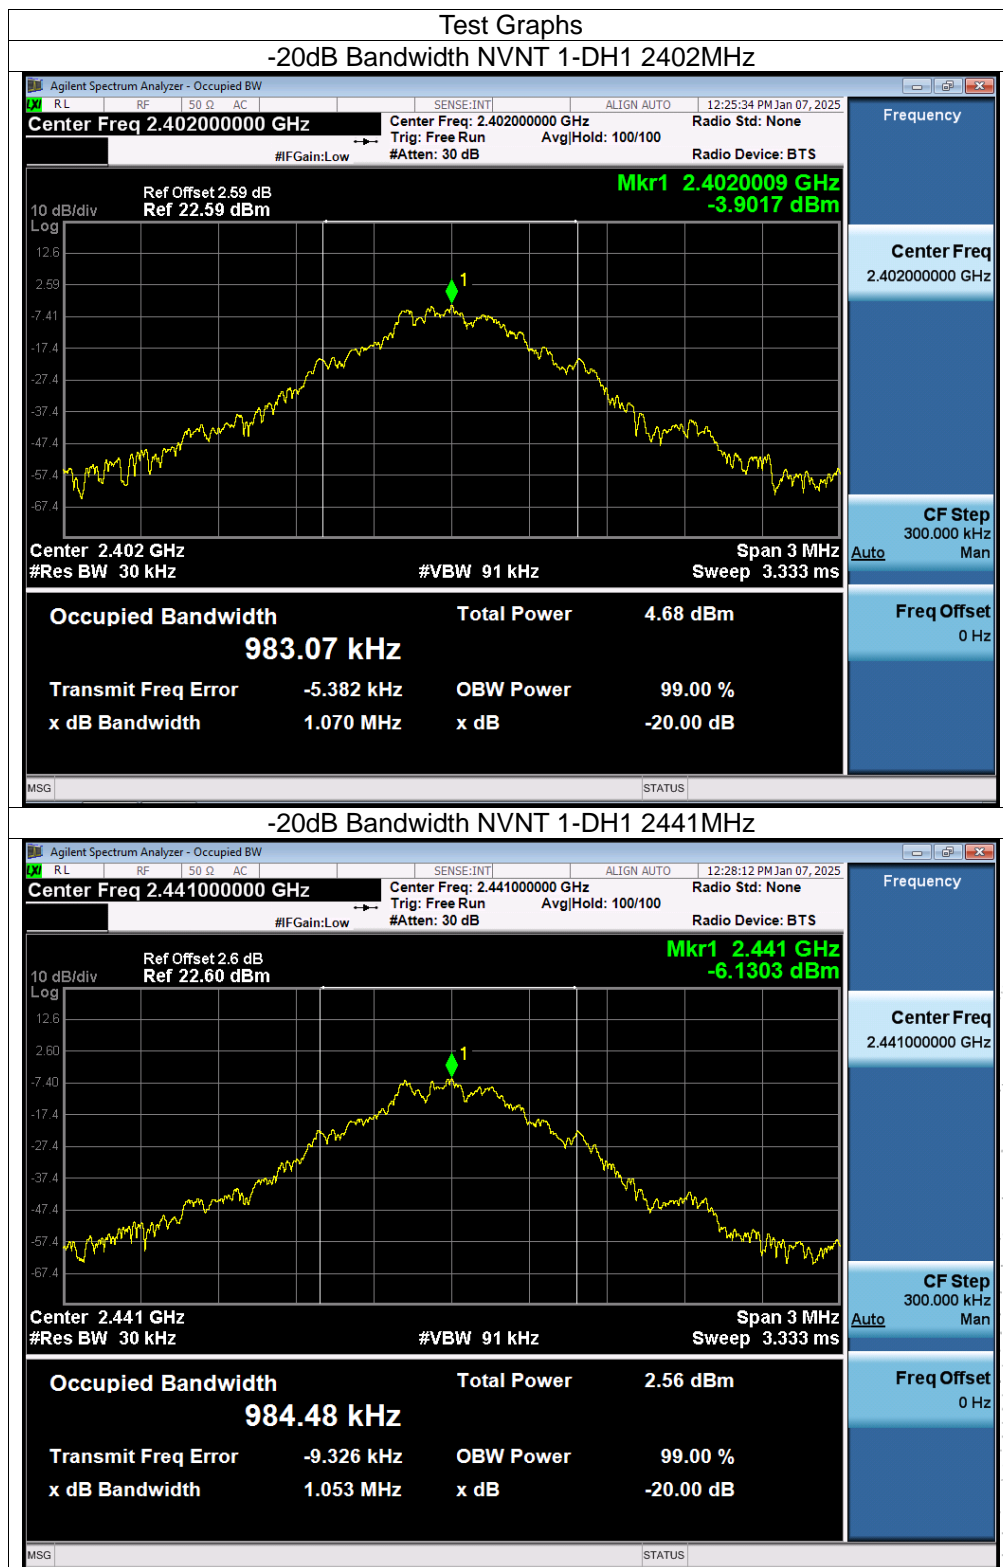 Test Graphs
-20dB Bandwidth NVNT 1-DH1 2402MHz
Agilent Spectrum Analyzer - Occupied BW
LXI RL RF 50 Ω AC SENSE:INT ALIGN AUTO 12:25:34 PM Jan 07, 2025
Center Freq 2.402000000 GHz
Center Freq: 2.402000000 GHz Radio Std: None
Trig: Free Run Avg|Hold: 100/100
#IFGain:Low #Atten: 30 dB Radio Device: BTS
Frequency
Mkr1 2.4020009 GHz
-3.9017 dBm
Ref Offset 2.59 dB
10 dB/div Ref 22.59 dBm
Log
12.6
2.59
-7.41
-17.4
-27.4
-37.4
-47.4
-57.4
-67.4
1
Center Freq
2.402000000 GHz
Center 2.402 GHz Span 3 MHz
#Res BW 30 kHz #VBW 91 kHz Sweep 3.333 ms
CF Step
300.000 kHz
Auto Man
Occupied Bandwidth Total Power 4.68 dBm
983.07 kHz
Freq Offset
0 Hz
Transmit Freq Error -5.382 kHz OBW Power 99.00 %
x dB Bandwidth 1.070 MHz x dB -20.00 dB
MSG STATUS
-20dB Bandwidth NVNT 1-DH1 2441MHz
Agilent Spectrum Analyzer - Occupied BW
LXI RL RF 50 Ω AC SENSE:INT ALIGN AUTO 12:28:12 PM Jan 07, 2025
Center Freq 2.441000000 GHz
Center Freq: 2.441000000 GHz Radio Std: None
Trig: Free Run Avg|Hold: 100/100
#IFGain:Low #Atten: 30 dB Radio Device: BTS
Frequency
Mkr1 2.441 GHz
-6.1303 dBm
Ref Offset 2.6 dB
10 dB/div Ref 22.60 dBm
Log
12.6
2.60
-7.40
-17.4
-27.4
-37.4
-47.4
-57.4
-67.4
1
Center Freq
2.441000000 GHz
Center 2.441 GHz Span 3 MHz
#Res BW 30 kHz #VBW 91 kHz Sweep 3.333 ms
CF Step
300.000 kHz
Auto Man
Occupied Bandwidth Total Power 2.56 dBm
984.48 kHz
Freq Offset
0 Hz
Transmit Freq Error -9.326 kHz OBW Power 99.00 %
x dB Bandwidth 1.053 MHz x dB -20.00 dB
MSG STATUS